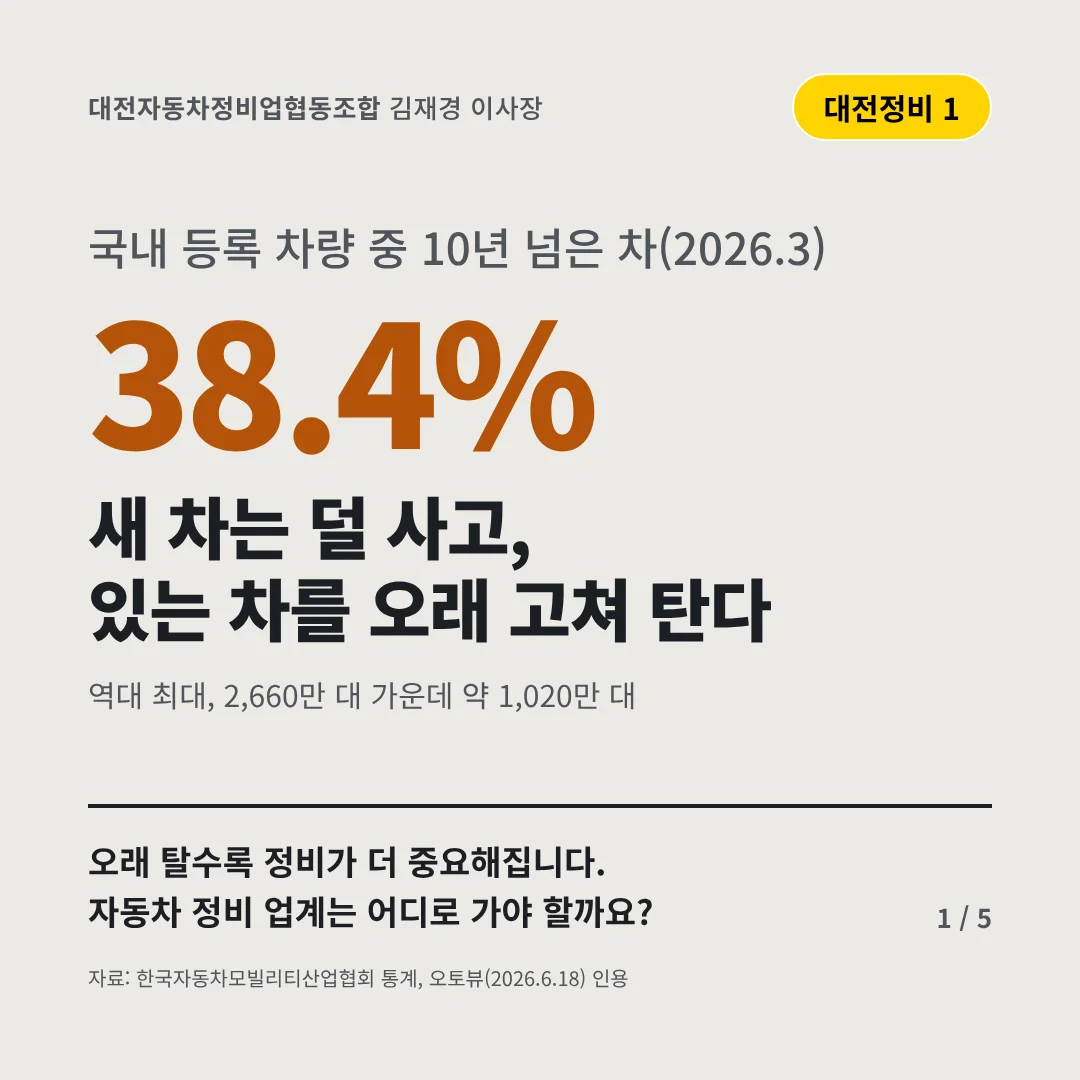 대전자동차정비업협동조합 김재경 이사장
대전정비 1
국내 등록 차량 중 10년 넘은 차(2026.3)
38.4%
새 차는 덜 사고,
있는 차를 오래 고쳐 탄다
역대 최대, 2,660만 대 가운데 약 1,020만 대
오래 탈수록 정비가 더 중요해집니다.
자동차 정비 업계는 어디로 가야 할까요?
1 / 5
자료: 한국자동차모빌리티산업협회 통계, 오토뷰(2026.6.18) 인용